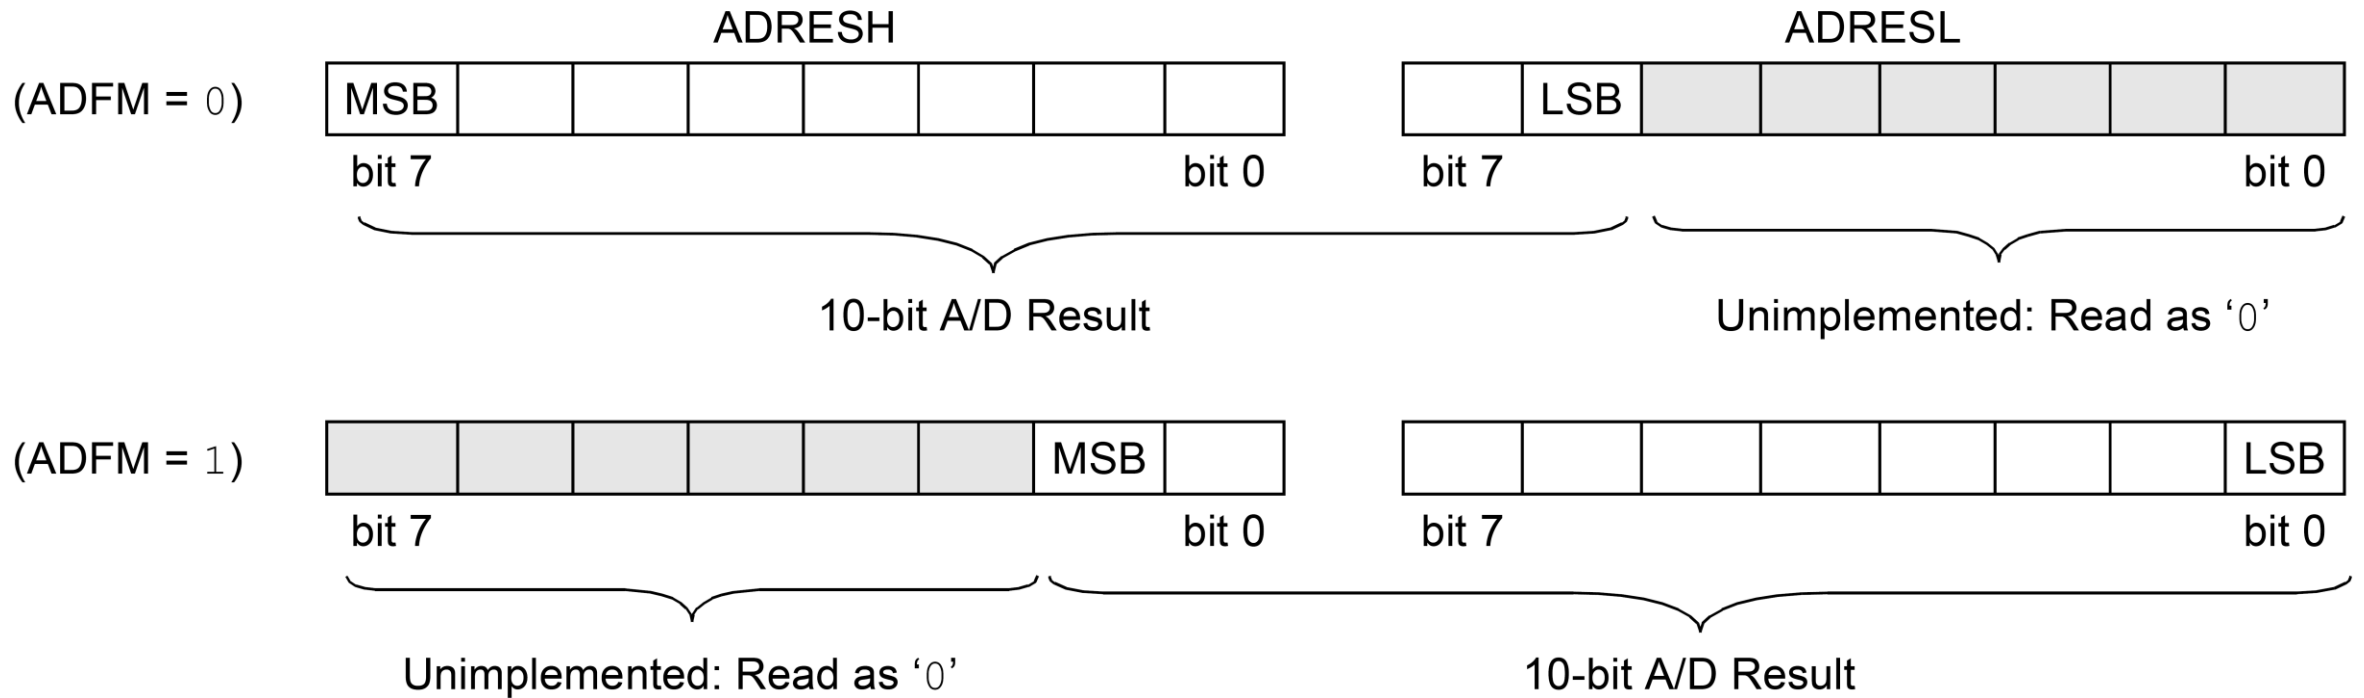 ADRESH ADRESL
(ADFM = 0) MSB LSB
bit 7 bit 0 bit 7 bit 0
10-bit A/D Result Unimplemented: Read as ‘0’
(ADFM = 1) MSB LSB
bit 7 bit 0 bit 7 bit 0
Unimplemented: Read as ‘0’ 10-bit A/D Result